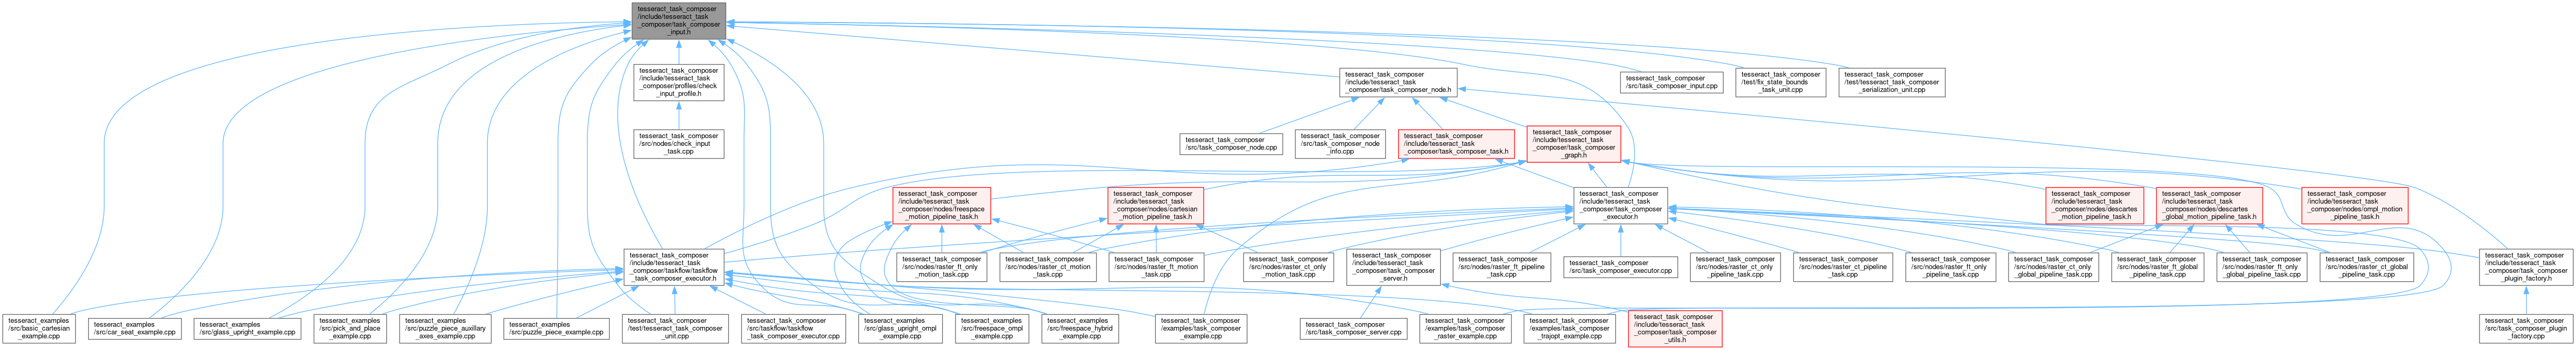 tesseract_task_composer
/include/tesseract_task
_composer/task_composer
_input.h
tesseract_task_composer
/include/tesseract_task
_composer/profiles/check
_input_profile.h
tesseract_task_composer
/include/tesseract_task
_composer/task_composer_node.h
tesseract_task_composer
/src/task_composer_input.cpp
tesseract_task_composer
/test/fix_state_bounds
_task_unit.cpp
tesseract_task_composer
/test/tesseract_task_composer
_serialization_unit.cpp
tesseract_task_composer
/src/nodes/check_input
_task.cpp
tesseract_task_composer
/src/task_composer_node.cpp
tesseract_task_composer
/src/task_composer_node
_info.cpp
tesseract_task_composer
/include/tesseract_task
_composer/task_composer_task.h
tesseract_task_composer
/include/tesseract_task
_composer/task_composer
_graph.h
tesseract_task_composer
/include/tesseract_task
_composer/nodes/freespace
_motion_pipeline_task.h
tesseract_task_composer
/include/tesseract_task
_composer/nodes/cartesian
_motion_pipeline_task.h
tesseract_task_composer
/include/tesseract_task
_composer/task_composer
_executor.h
tesseract_task_composer
/include/tesseract_task
_composer/nodes/descartes
_motion_pipeline_task.h
tesseract_task_composer
/include/tesseract_task
_composer/nodes/descartes
_global_motion_pipeline_task.h
tesseract_task_composer
/include/tesseract_task
_composer/nodes/ompl_motion
_pipeline_task.h
tesseract_task_composer
/include/tesseract_task
_composer/taskflow/taskflow
_task_composer_executor.h
tesseract_task_composer
/src/nodes/raster_ft_only
_motion_task.cpp
tesseract_task_composer
/src/nodes/raster_ct_motion
_task.cpp
tesseract_task_composer
/src/nodes/raster_ft_motion
_task.cpp
tesseract_task_composer
/src/nodes/raster_ct_only
_motion_task.cpp
tesseract_task_composer
/include/tesseract_task
_composer/task_composer
_server.h
tesseract_task_composer
/src/nodes/raster_ft_pipeline
_task.cpp
tesseract_task_composer
/src/task_composer_executor.cpp
tesseract_task_composer
/src/nodes/raster_ct_only
_pipeline_task.cpp
tesseract_task_composer
/src/nodes/raster_ct_pipeline
_task.cpp
tesseract_task_composer
/src/nodes/raster_ft_only
_pipeline_task.cpp
tesseract_task_composer
/src/nodes/raster_ct_only
_global_pipeline_task.cpp
tesseract_task_composer
/src/nodes/raster_ft_global
_pipeline_task.cpp
tesseract_task_composer
/src/nodes/raster_ft_only
_global_pipeline_task.cpp
tesseract_task_composer
/src/nodes/raster_ct_global
_pipeline_task.cpp
tesseract_task_composer
/include/tesseract_task
_composer/task_composer
_plugin_factory.h
tesseract_examples
/src/basic_cartesian
_example.cpp
tesseract_examples
/src/car_seat_example.cpp
tesseract_examples
/src/glass_upright_example.cpp
tesseract_examples
/src/pick_and_place
_example.cpp
tesseract_examples
/src/puzzle_piece_auxillary
_axes_example.cpp
tesseract_examples
/src/puzzle_piece_example.cpp
tesseract_task_composer
/test/tesseract_task_composer
_unit.cpp
tesseract_task_composer
/src/taskflow/taskflow
_task_composer_executor.cpp
tesseract_examples
/src/glass_upright_ompl
_example.cpp
tesseract_examples
/src/freespace_ompl
_example.cpp
tesseract_examples
/src/freespace_hybrid
_example.cpp
tesseract_task_composer
/examples/task_composer
_example.cpp
tesseract_task_composer
/src/task_composer_server.cpp
tesseract_task_composer
/examples/task_composer
_raster_example.cpp
tesseract_task_composer
/examples/task_composer
_trajopt_example.cpp
tesseract_task_composer
/include/tesseract_task
_composer/task_composer
_utils.h
tesseract_task_composer
/src/task_composer_plugin
_factory.cpp